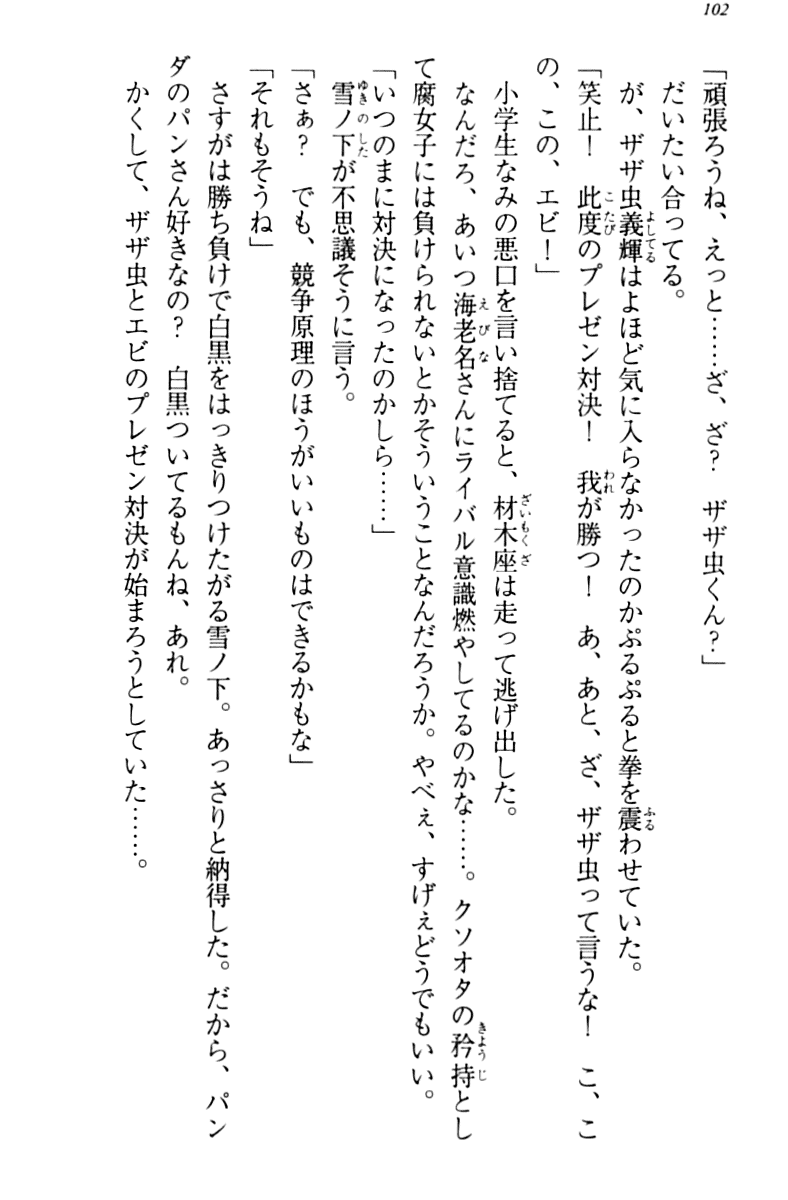 102
「頑張ろうね、えっと……ざ、ざ？　ザザ虫くん？」
だいたい合ってる。
が、ザザ虫義輝はよほど気に入らなかったのかぷるぷると拳を震わせていた。
「笑止！　此度のプレゼン対決！　我が勝つ！　あ、あと、ざ、ザザ虫って言うな！　こ、こ
の、この、エビ！」
小学生なみの悪口を言い捨てると、材木座は走って逃げ出した。
なんだろ、あいつ海老名さんにライバル意識燃やしてるのかな……。クソオタの矜持とし
て腐女子には負けられないとかそういうことなんだろうか。やべぇ、すげぇどうでもいい。
「いつのまに対決になったのかしら……」
雪ノ下が不思議そうに言う。
「さぁ？　でも、競争原理のほうがいいものはできるかもな」
「それもそうね」
さすがは勝ち負けで白黒をはっきりつけたがる雪ノ下。あっさりと納得した。だから、パン
ダのパンさん好きなの？　白黒ついてるもんね、あれ。
かくして、ザザ虫とエビのプレゼン対決が始まろうとしていた……。